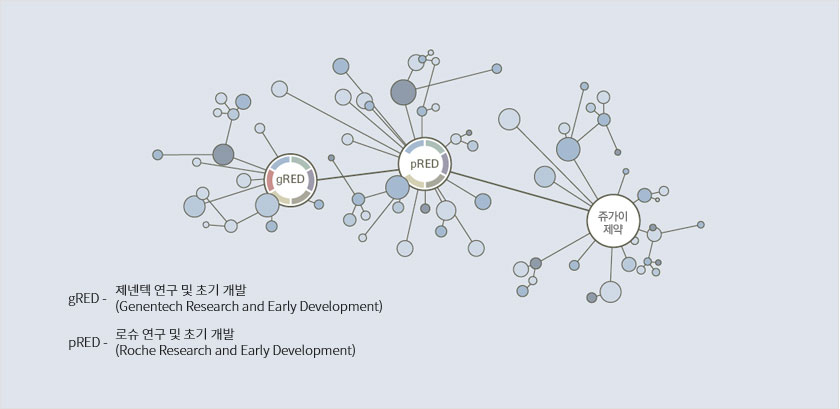 gRED
pRED
쥬가이
제약
gRED - 제넨텍 연구 및 초기 개발
(Genentech Research and Early Development)
pRED - 로슈 연구 및 초기 개발
(Roche Research and Early Development)